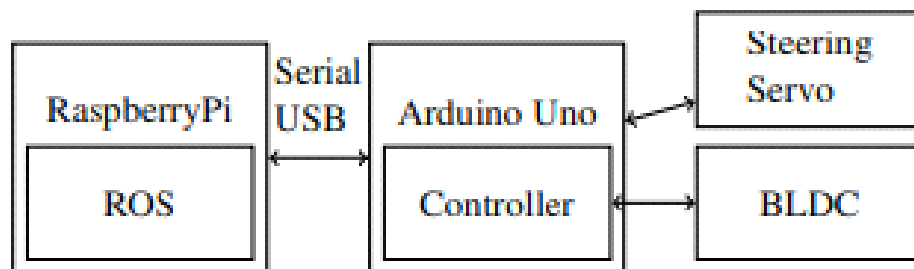 RaspberryPi
ROS
Serial
USB
Arduino Uno
Controller
Steering
Servo
BLDC